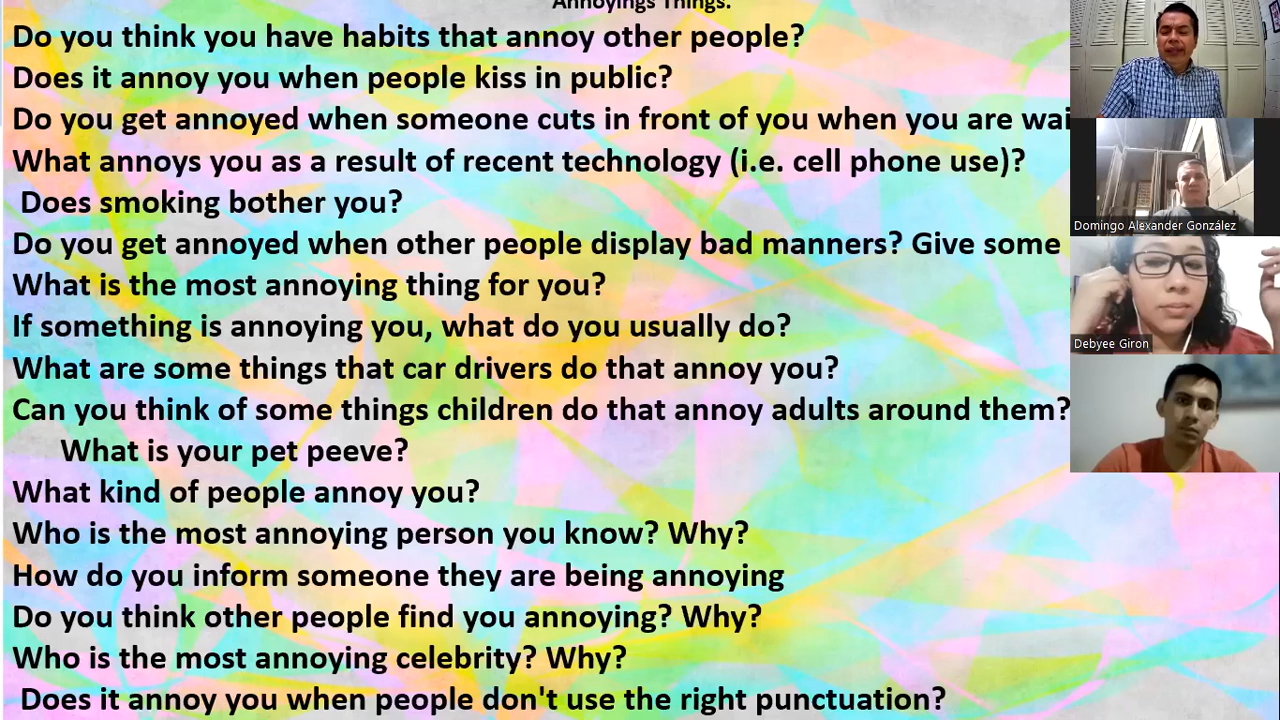 Annoyings Things.
Do you think you have habits that annoy other people?
Does it annoy you when people kiss in public?
Do you get annoyed when someone cuts in front of you when you are wai
What annoys you as a result of recent technology (i.e. cell phone use)?
Does smoking bother you?
Do you get annoyed when other people display bad manners? Give some
What is the most annoying thing for you?
If something is annoying you, what do you usually do?
What are some things that car drivers do that annoy you?
Can you think of some things children do that annoy adults around them?
What is your pet peeve?
What kind of people annoy you?
Who is the most annoying person you know? Why?
How do you inform someone they are being annoying
Do you think other people find you annoying? Why?
Who is the most annoying celebrity? Why?
Does it annoy you when people don't use the right punctuation?
Domingo Alexander González
Debyee Giron